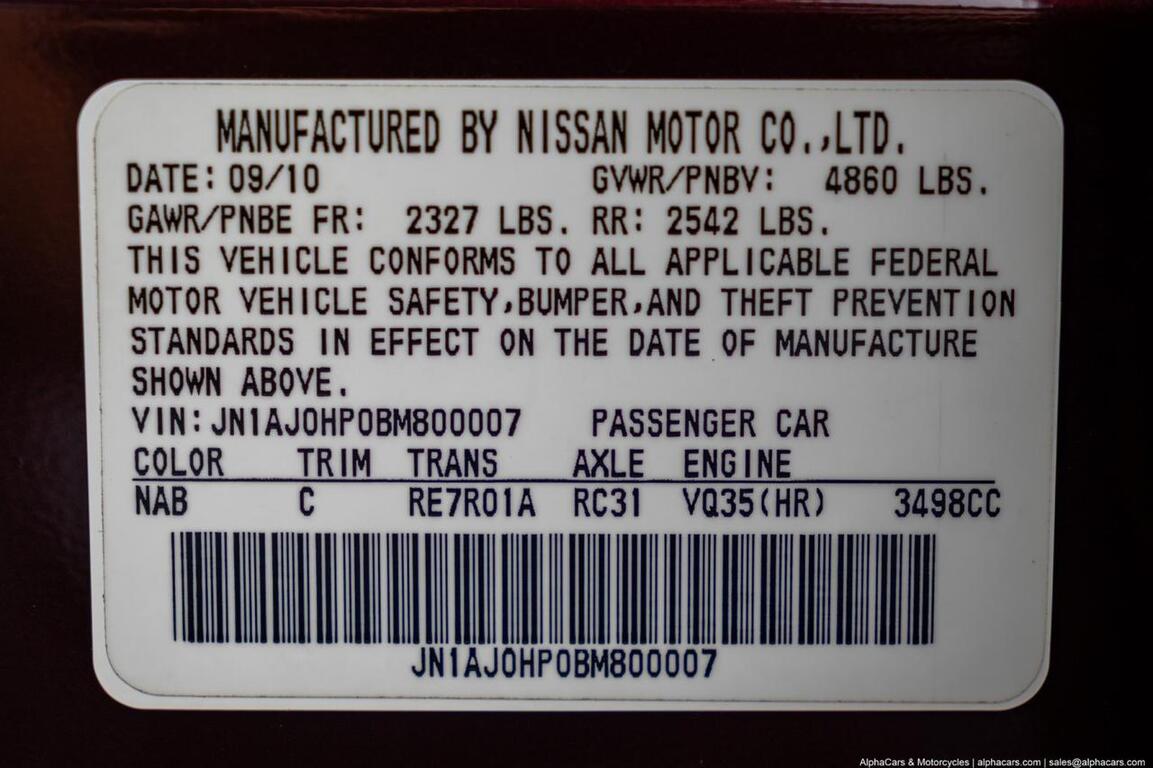 MANUFACTURED BY NISSAN MOTOR CO.,LTD.
DATE: 09/10 GVWR/PNBV: 4860 LBS.
GAWR/PNBE FR: 2327 LBS. RR: 2542 LBS.
THIS VEHICLE CONFORMS TO ALL APPLICABLE FEDERAL
MOTOR VEHICLE SAFETY,BUMPER,AND THEFT PREVENTION
STANDARDS IN EFFECT ON THE DATE OF MANUFACTURE
SHOWN ABOVE.
VIN:JN1AJ0HP0BM800007 PASSENGER CAR
COLOR TRIM TRANS AXLE ENGINE
NAB C RE7R01A RC31 VQ35(HR) 3498CC
JN1AJ0HP0BM800007
AlphaCars & Motorcycles | alphacars.com | sales@alphacars.com